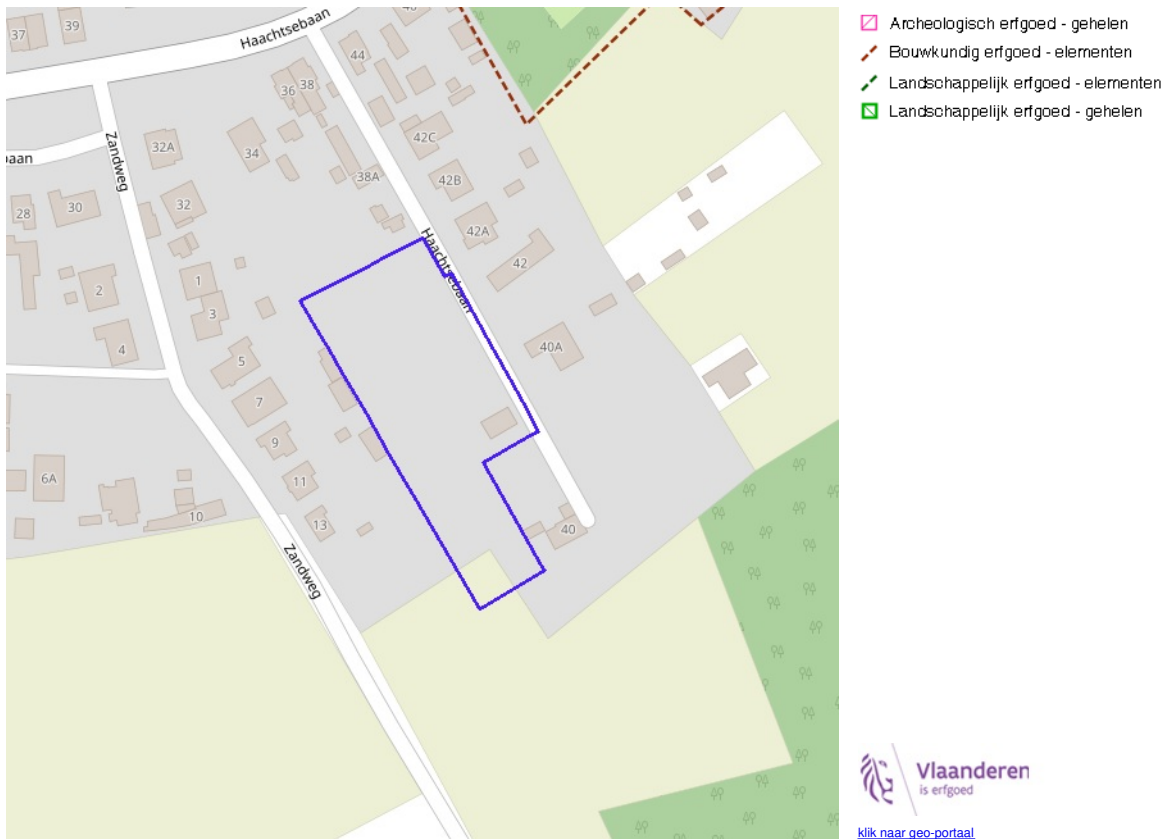 37
39
40
Haachtsebaan
44
36
38
42C
34
38A
42B
32A
Zandweg
baan
32
28
30
42A
Haachtsebaan
42
1
2
3
4
5
40A
7
9
11
6A
10
13
40
Zandweg
Archeologisch erfgoed - gehelen
Bouwkundig erfgoed - elementen
Landschappelijk erfgoed - elementen
Landschappelijk erfgoed - gehelen
Vlaanderen
is erfgoed
klik naar geo-portaal